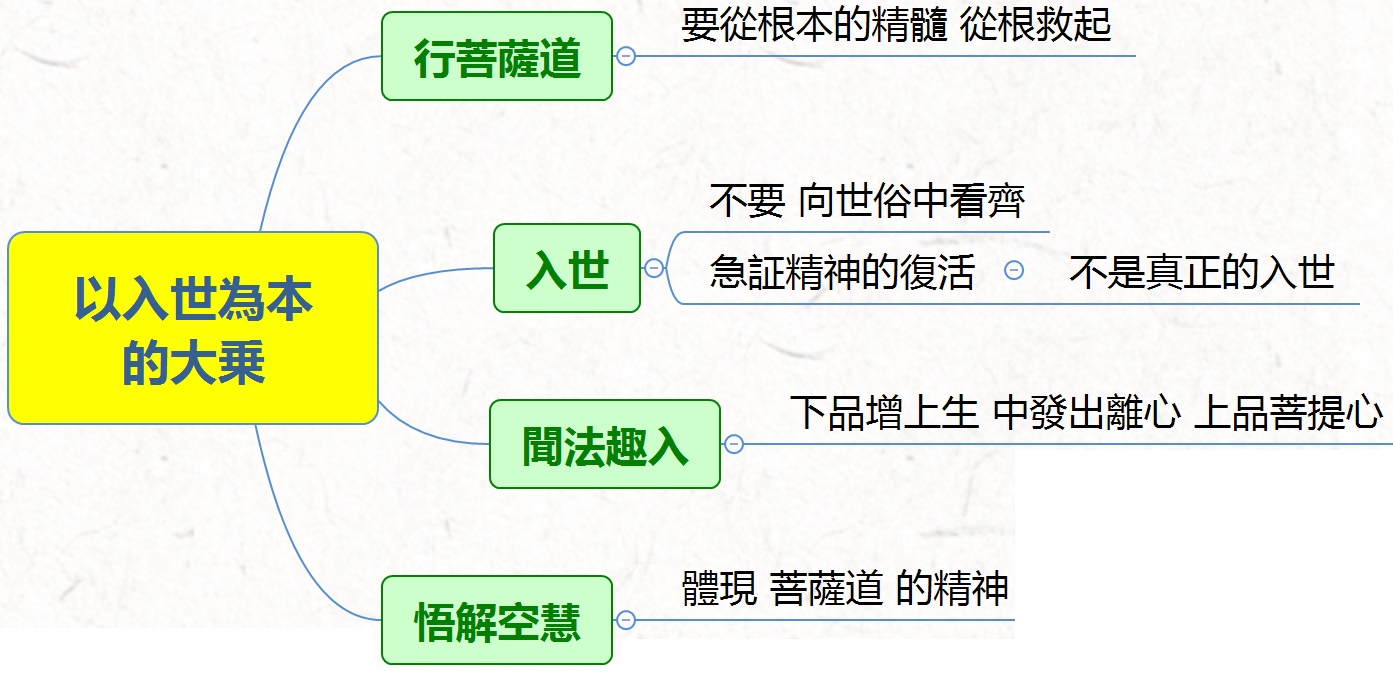 以入世為本
的大乗
行菩薩道
要從根本的精髓 從根救起
入世
不要 向世俗中看齊
急証精神的復活
不是真正的入世
聞法趣入
下品增上生 中發出離心 上品菩提心
悟解空慧
體現 菩薩道 的精神